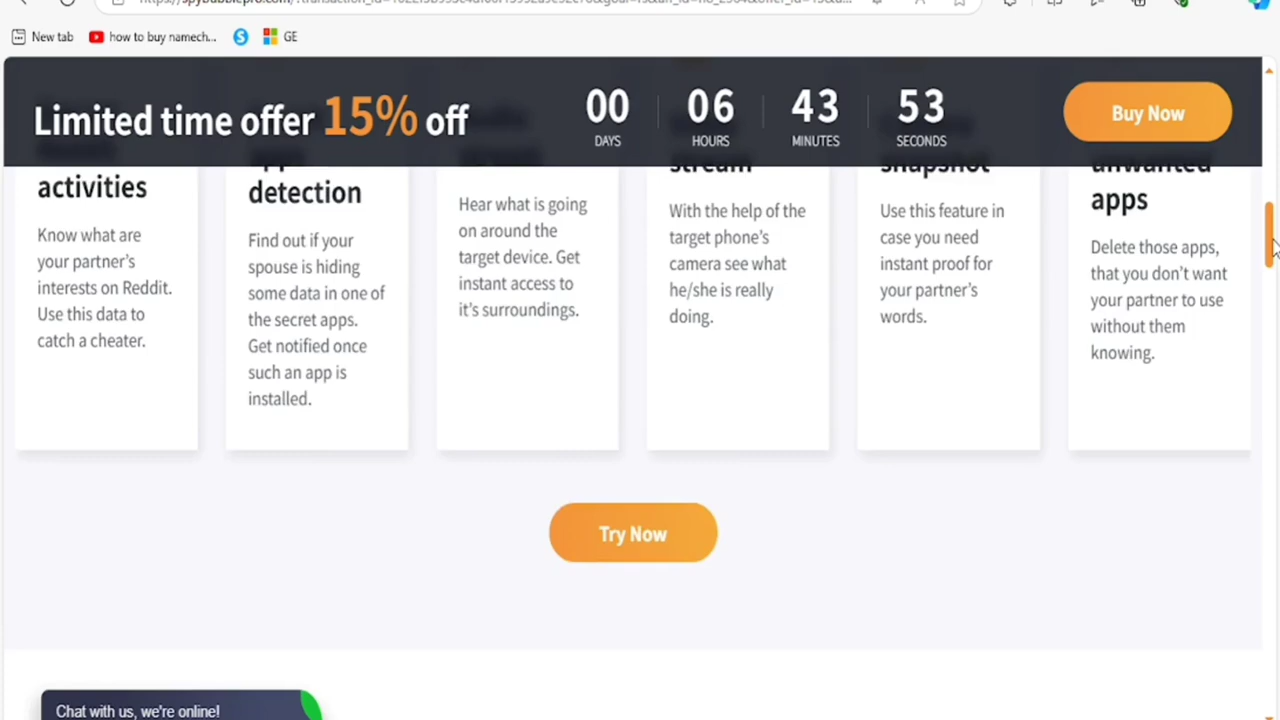 New tab
how to buy namech...
GE
Limited time offer 15% off
00
DAYS
06
HOURS
43
MINUTES
53
SECONDS
Buy Now
activities
Know what are
your partner's
interests on Reddit.
Use this data to
catch a cheater.
detection
Find out if your
spouse is hiding
some data in one of
the secret apps.
Get notified once
such an app is
installed.
Hear what is going
on around the
target device. Get
instant access to
it's surroundings.
stream
With the help of the
target phone's
camera see what
he/she is really
doing.
snapshot
Use this feature in
case you need
instant proof for
your partner's
words.
unwanted
apps
Delete those apps,
that you don't want
your partner to use
without them
knowing.
Try Now
Chat with us, we're online!